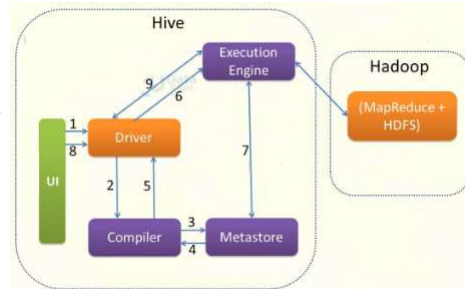 Hive
Execution
Engine
Hadoop
(MapReduce +
HDFS)
9
6
1
Driver
8
UI
7
2
5
3
Compiler
Metastore
4